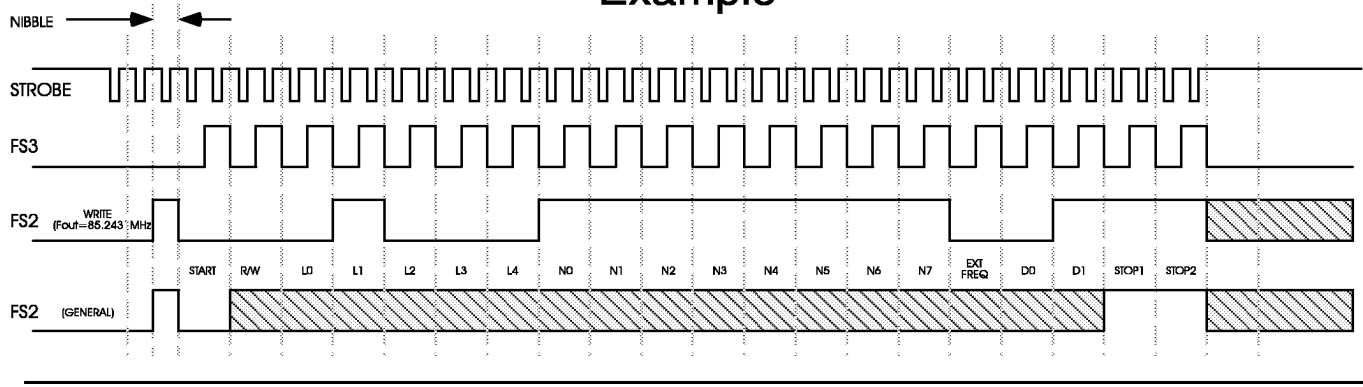 Example
NIBBLE
STROBE
FS3
FS2 WRITE
(Fout=85.243 MHz
START R/W L0 L1 L2 L3 L4 N0 N1 N2 N3 N4 N5 N6 N7 EXT FREQ D0 D1 STOP1 STOP2
FS2 (GENERAL)